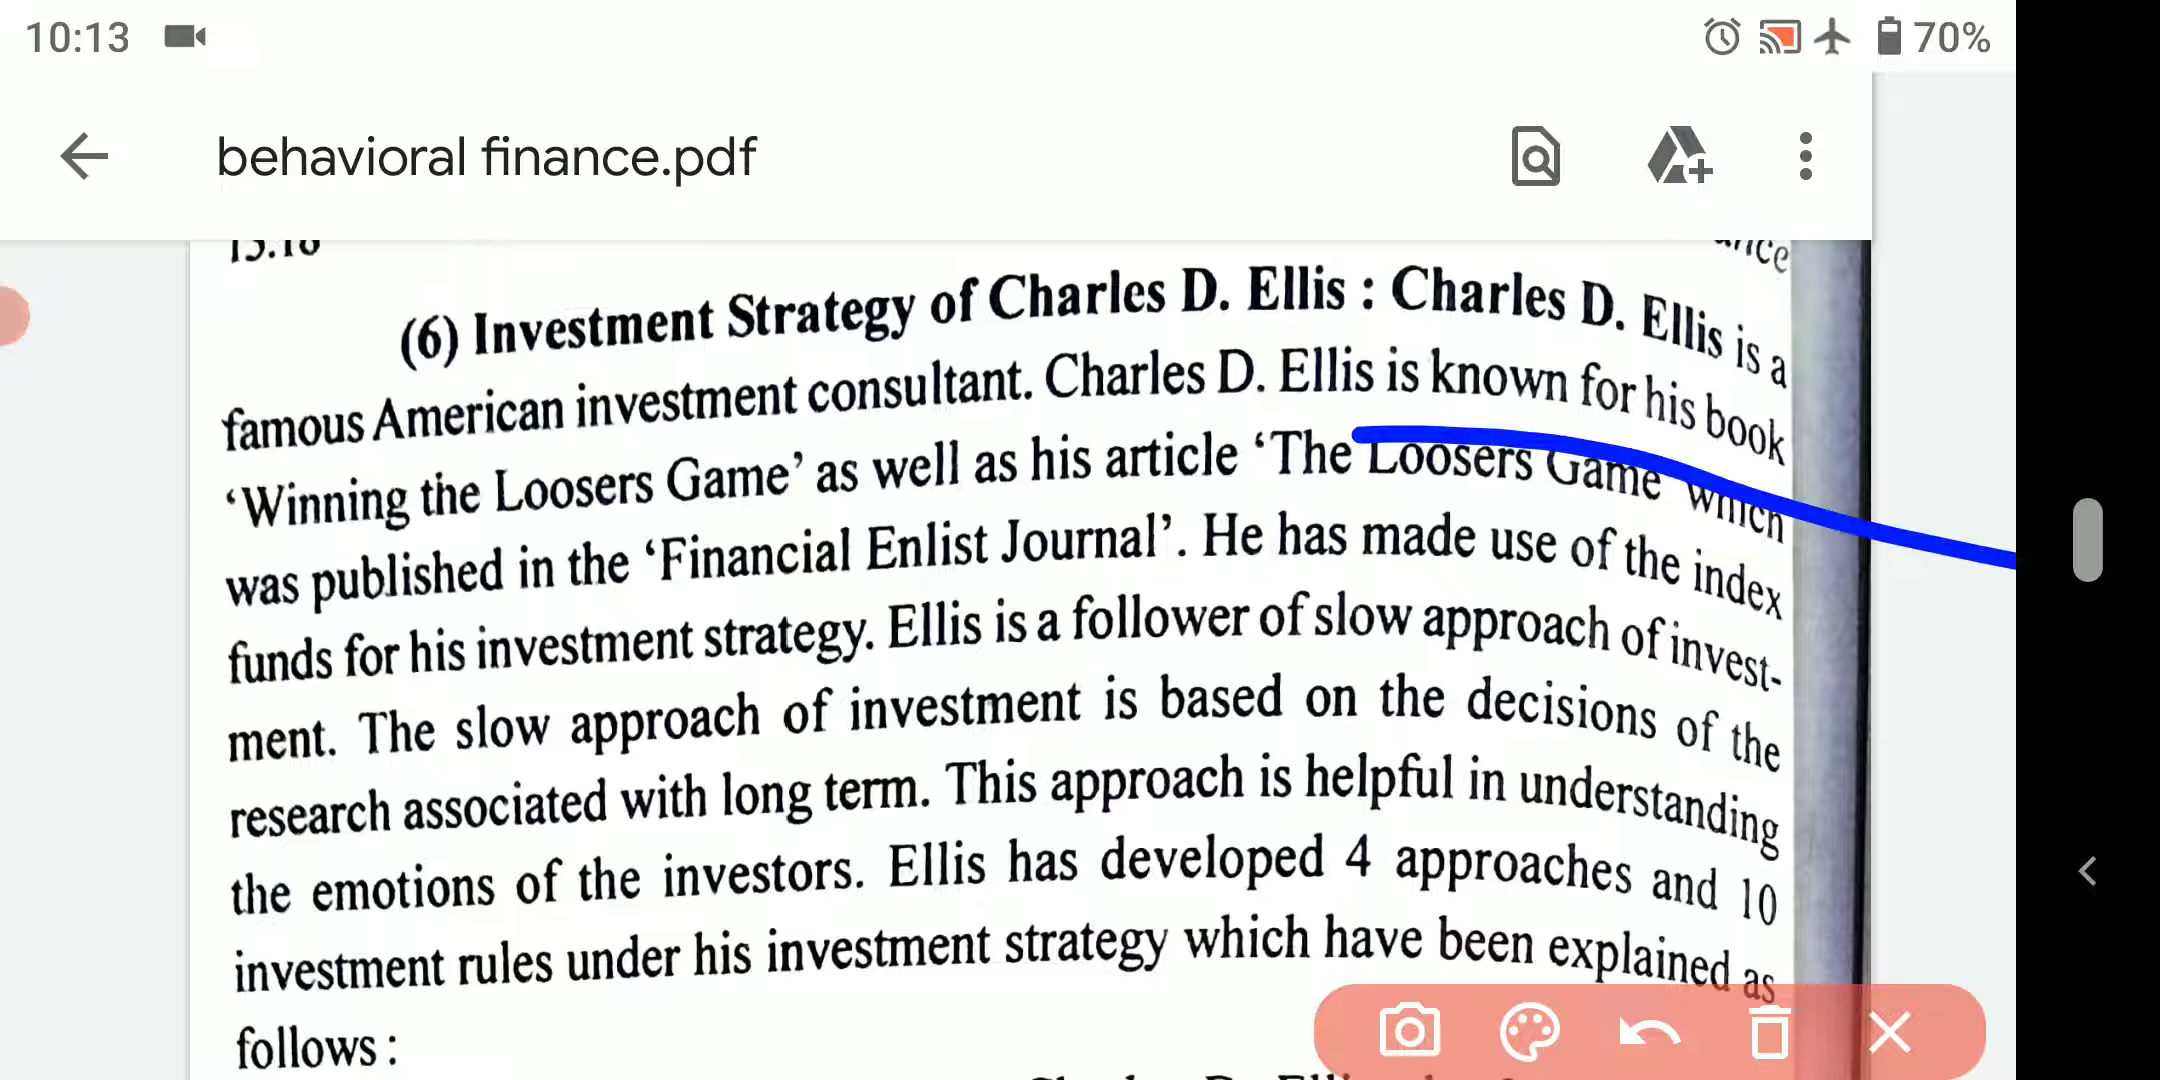 10:13
70%
behavioral finance.pdf
(6) Investment Strategy of Charles D. Ellis : Charles D. Ellis is a
famous American investment consultant. Charles D. Ellis is known for his book
‘Winning the Loosers Game’ as well as his article ‘The Loosers Game which
was published in the ‘Financial Enlist Journal’. He has made use of the index
funds for his investment strategy. Ellis is a follower of slow approach of invest-
ment. The slow approach of investment is based on the decisions of the
research associated with long term. This approach is helpful in understanding
the emotions of the investors. Ellis has developed 4 approaches and 10
investment rules under his investment strategy which have been explained as
follows :